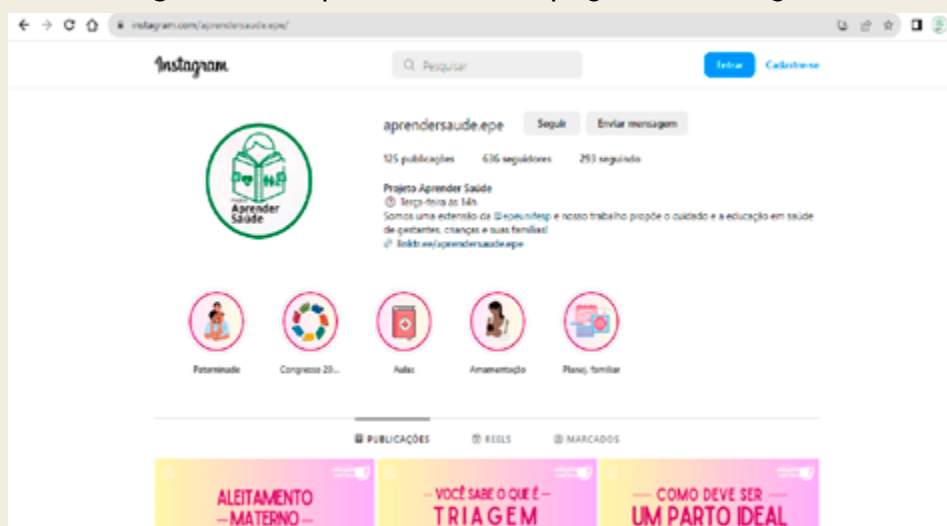 instagram.com/aprendersaude.epe/
Instagram
Pesquisar
Entrar
Cadastre-se
aprendersaude.epe
Seguir
Enviar mensagem
125 publicações
636 seguidores
293 seguindo
Projeto Aprender Saúde
Terça-feira às 14h
Somos uma extensão da @epeunifesp e nosso trabalho propõe o cuidado e a educação em saúde
de gestantes, crianças e suas famílias!
linktr.ee/aprendersaude.epe
Aprender
Saúde
Paternidade
Congresso 20...
Aulas
Amamentação
Planej. familiar
PUBLICAÇÕES
REELS
MARCADOS
ALEITAMENTO
— MATERNO —
— VOCÊ SABE O QUE É —
TRIAGEM
— COMO DEVE SER —
UM PARTO IDEAL